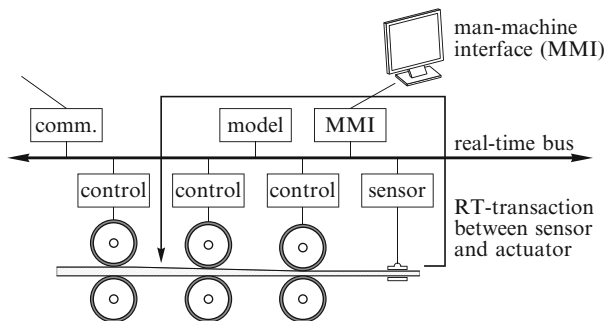 man-machine
interface (MMI)
comm.
model
MMI
real-time bus
control
control
control
sensor
RT-transaction
between sensor
and actuator